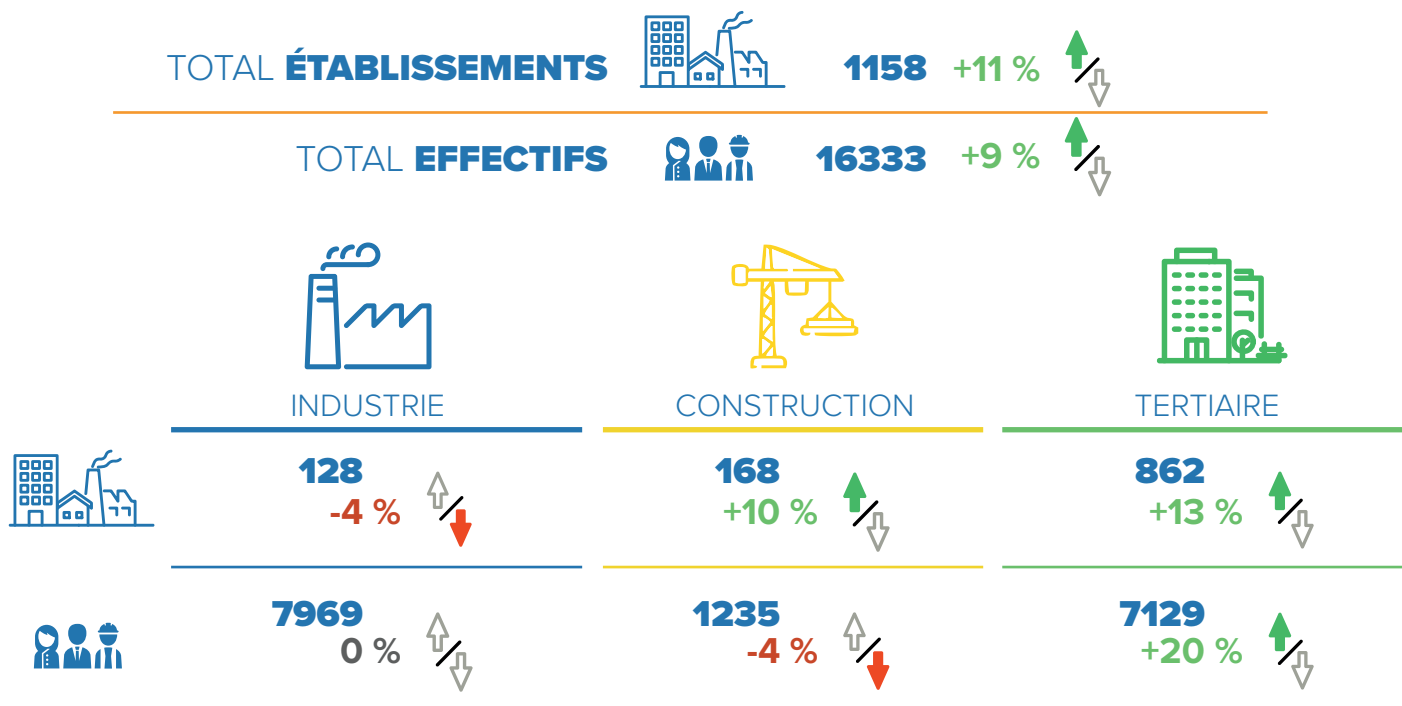 TOTAL ÉTABLISSEMENTS 1158 +11 %
TOTAL EFFECTIFS 16333 +9 %
INDUSTRIE CONSTRUCTION TERTIAIRE
128 168 862
-4 % +10 % +13 %
7969 1235 7129
0 % -4 % +20 %